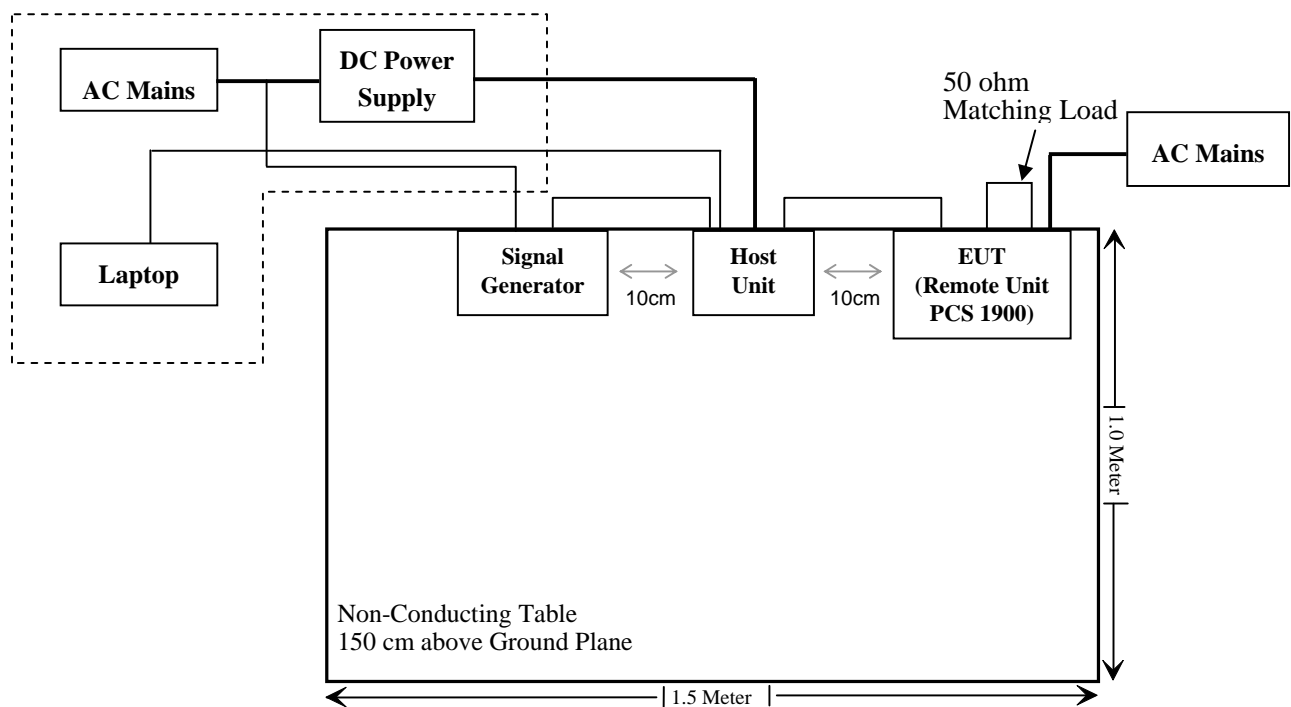 AC Mains
DC Power
Supply
50 ohm
Matching Load
AC Mains
Laptop
Signal
Generator
10cm
Host
Unit
10cm
EUT
(Remote Unit
PCS 1900)
1.0 Meter
Non-Conducting Table
150 cm above Ground Plane
1.5 Meter